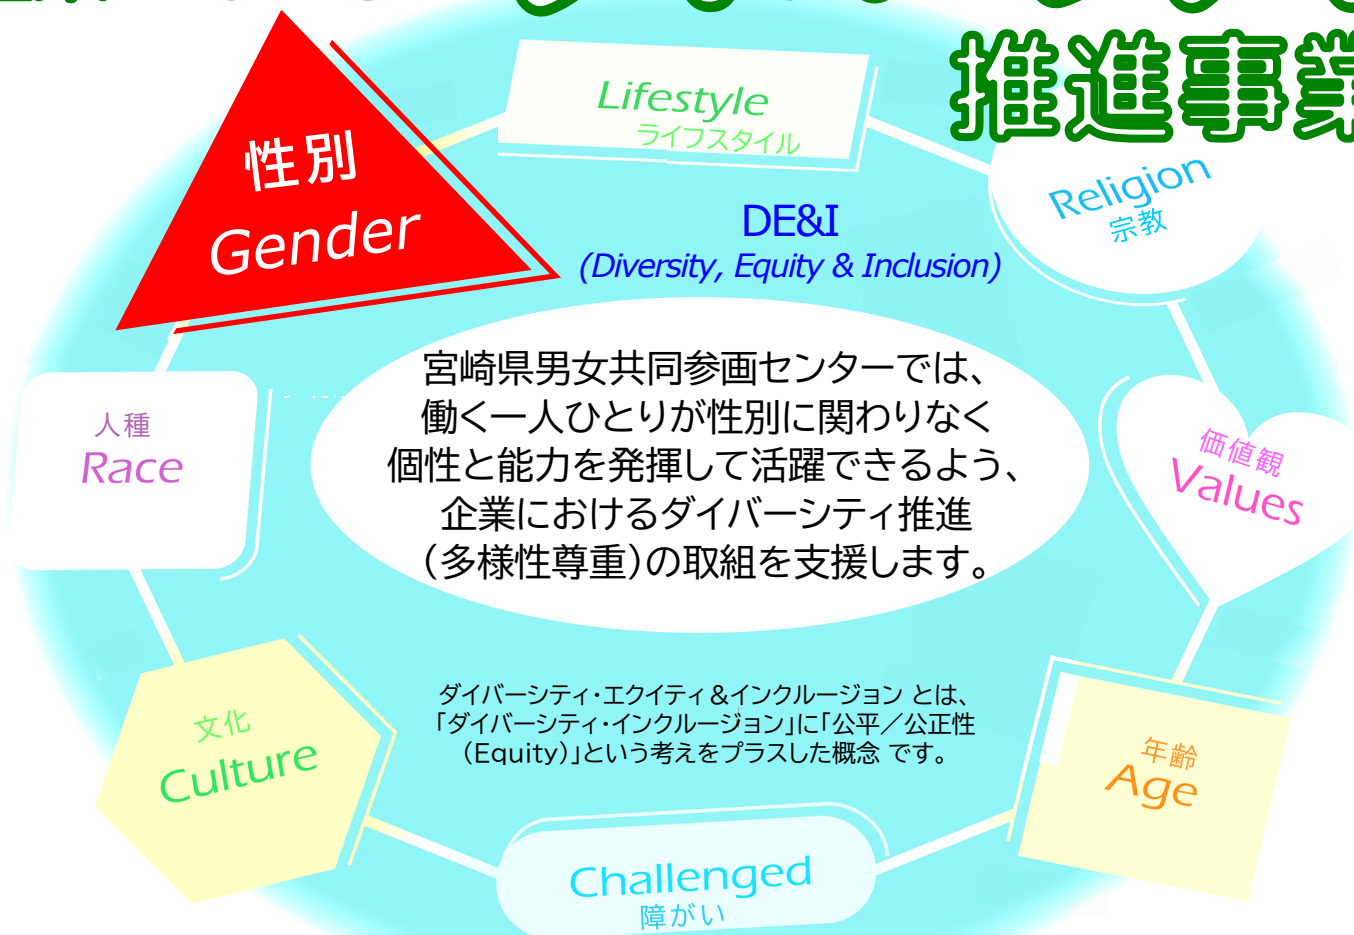 推進事業
Lifestyle
ライフスタイル
性別
Gender
Religion
宗教
DE&I
(Diversity, Equity & Inclusion)
宮崎県男女共同参画センターでは、
働く一人ひとりが性別に関わりなく
個性と能力を発揮して活躍できるよう、
企業におけるダイバーシティ推進
（多様性尊重）の取組を支援します。
人種
Race
価値観
Values
ダイバーシティ・エクイティ＆インクルージョン とは、
「ダイバーシティ・インクルージョン」に「公平／公正性
（Equity）」という考えをプラスした概念 です。
文化
Culture
年齢
Age
Challenged
障がい